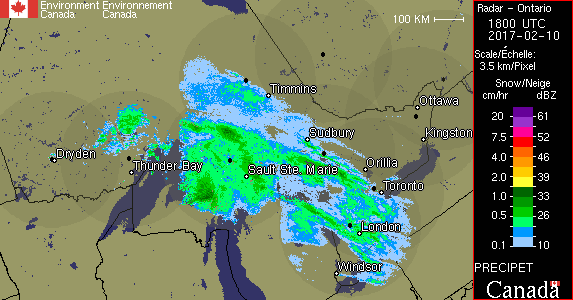 Environment Environnement
Canada Canada
100 KM
Radar - Ontario
1800 UTC
2017-02-10
Scale/Échelle:
3.5 km/Pixel
Snow/Neige
cm/hr dBZ
20 61
7.5 52
4.0 46
2.0 39
1.0 33
0.5 26
0.1 10
PRECIPET
Canada
Timmins
Ottawa
Sudbury
Kingston
Dryden
Thunder Bay
Sault Ste. Marie
Orillia
Toronto
London
Windsor